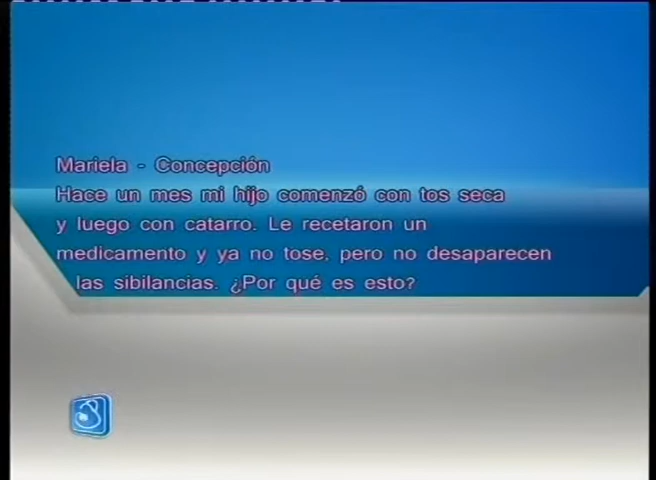 Mariela - Concepción
Hace un mes mi hijo comenzó con tos seca
y luego con catarro. Le recetaron un
medicamento y ya no tose, pero no desaparecen
las sibilancias. ¿Por qué es esto?